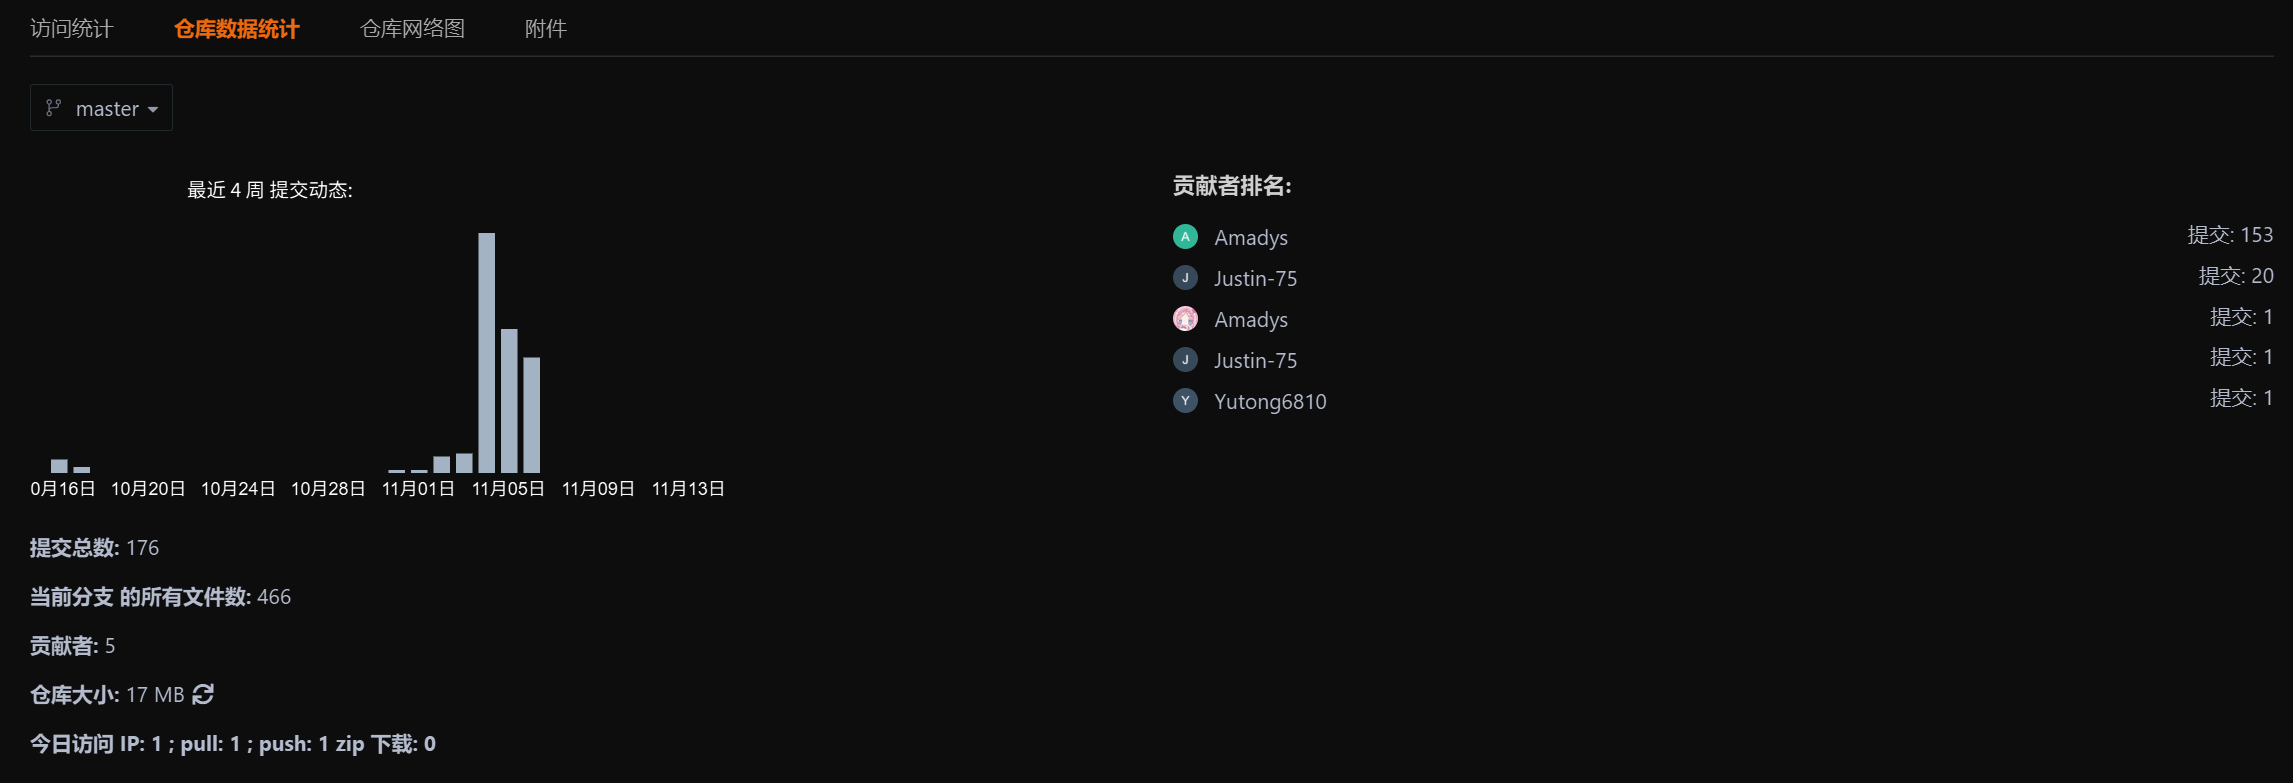 访问统计 仓库数据统计 仓库网络图 附件
master
最近 4 周 提交动态:
0月16日 10月20日 10月24日 10月28日 11月01日 11月05日 11月09日 11月13日
提交总数: 176
当前分支 的所有文件数: 466
贡献者: 5
仓库大小: 17 MB
今日访问 IP: 1 ; pull: 1 ; push: 1 zip 下载: 0
贡献者排名:
A Amadys 提交: 153
J Justin-75 提交: 20
Amadys 提交: 1
J Justin-75 提交: 1
Y Yutong6810 提交: 1